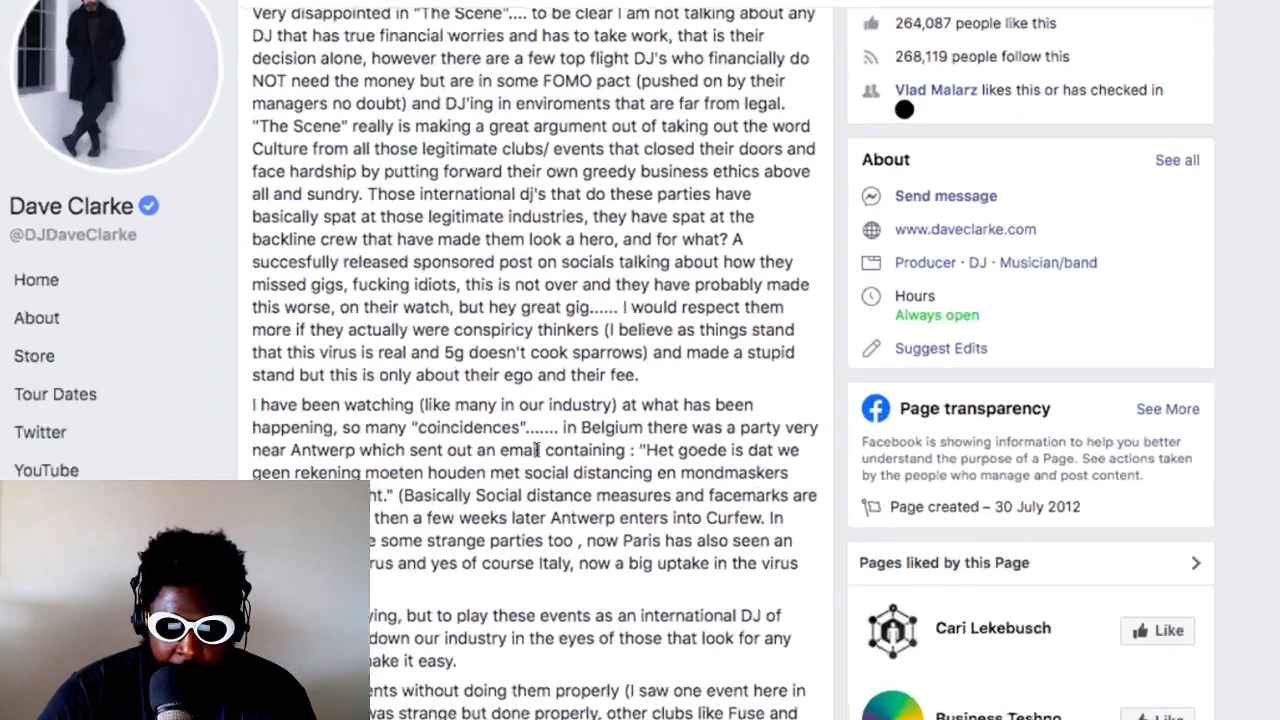 Dave Clarke
@DJDaveClarke
Home
About
Store
Tour Dates
Twitter
YouTube
Very disappointed in "The Scene".... to be clear I am not talking about any
DJ that has true financial worries and has to take work, that is their
decision alone, however there are a few top flight DJ's who financially do
NOT need the money but are in some FOMO pact (pushed on by their
managers no doubt) and DJ'ing in enviroments that are far from legal.
"The Scene" really is making a great argument out of taking out the word
Culture from all those legitimate clubs/ events that closed their doors and
face hardship by putting forward their own greedy business ethics above
all and sundry. Those international dj's that do these parties have
basically spat at those legitimate industries, they have spat at the
backline crew that have made them look a hero, and for what? A
succesfully released sponsored post on socials talking about how they
missed gigs, fucking idiots, this is not over and they have probably made
this worse, on their watch, but hey great gig...... I would respect them
more if they actually were conspiricy thinkers (I believe as things stand
that this virus is real and 5g doesn't cook sparrows) and made a stupid
stand but this is only about their ego and their fee.
I have been watching (like many in our industry) at what has been
happening, so many "coincidences"....... in Belgium there was a party very
near Antwerp which sent out an email containing : "Het goede is dat we
geen rekening moeten houden met social distancing en mondmaskers
ht." (Basically Social distance measures and facemarks are
then a few weeks later Antwerp enters into Curfew. In
e some strange parties too , now Paris has also seen an
rus and yes of course Italy, now a big uptake in the virus
ying, but to play these events as an international DJ of
down our industry in the eyes of those that look for any
ake it easy.
ents without doing them properly (I saw one event here in
was strange but done properly, other clubs like Fuse and
264,087 people like this
268,119 people follow this
Vlad Malarz likes this or has checked in
About See all
Send message
www.daveclarke.com
Producer · DJ · Musician/band
Hours
Always open
Suggest Edits
Page transparency See More
Facebook is showing information to help you better
understand the purpose of a Page. See actions taken
by the people who manage and post content.
Page created – 30 July 2012
Pages liked by this Page
Cari Lekebusch Like
Business Techno Like